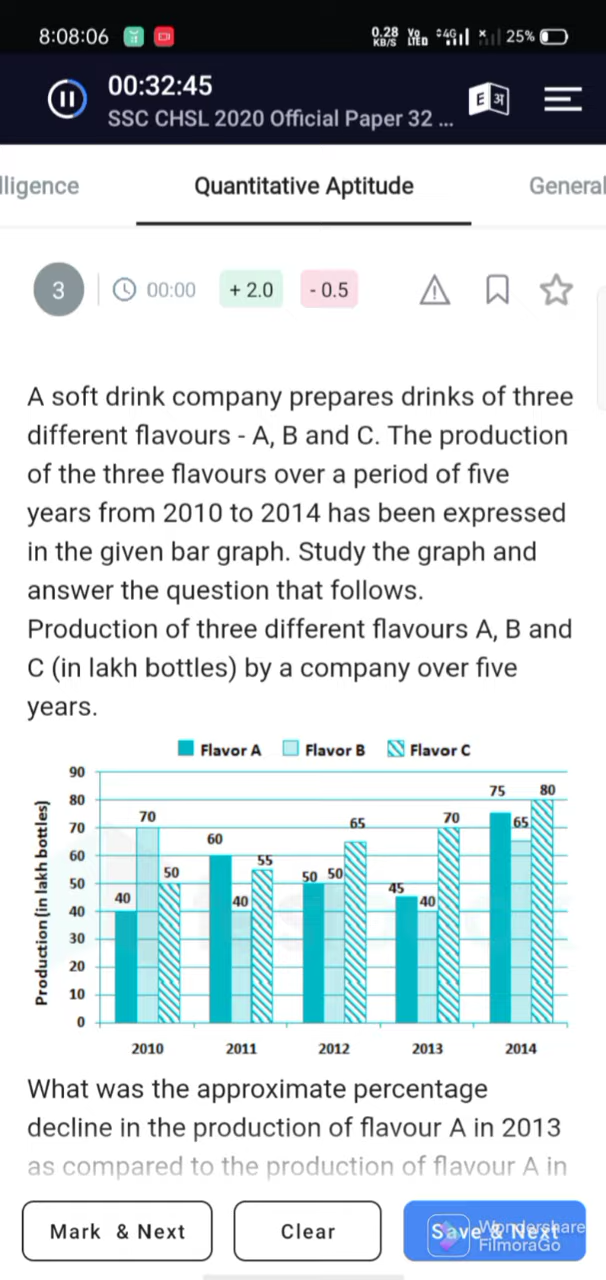 8:08:06 0.28 KB/S Vo LTED 4G 25%
00:32:45
SSC CHSL 2020 Official Paper 32 ...
E अ
lligence Quantitative Aptitude General
3 00:00 + 2.0 - 0.5
A soft drink company prepares drinks of three
different flavours - A, B and C. The production
of the three flavours over a period of five
years from 2010 to 2014 has been expressed
in the given bar graph. Study the graph and
answer the question that follows.
Production of three different flavours A, B and
C (in lakh bottles) by a company over five
years.
Flavor A Flavor B Flavor C
Production (in lakh bottles)
90
80
70
60
50
40
30
20
10
0
40 70 50
60 40 55
50 50 65
45 40 70
75 65 80
2010 2011 2012 2013 2014
What was the approximate percentage
decline in the production of flavour A in 2013
as compared to the production of flavour A in
Mark & Next Clear Save & Next
Wondershare
FilmoraGo